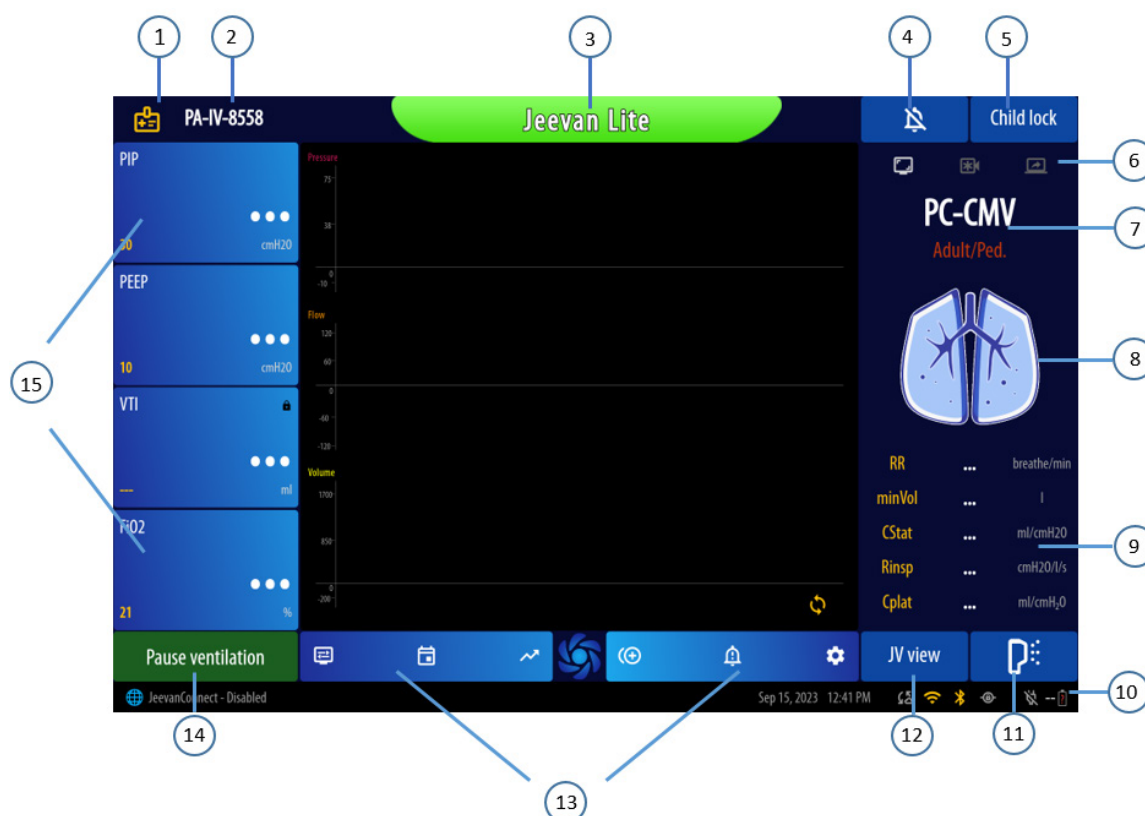 1
2
3
4
5
PA-IV-8558
Jeevan Lite
Child lock
6
PIP
30
cmH20
PEEP
10
cmH20
VTI
---
ml
FiO2
21
%
15
Pressure
75
38
0
-10
Flow
120
60
0
-60
-120
Volume
1700
850
0
-200
PC-CMV
7
Adult/Ped.
8
RR ... breathe/min
minVol ... l
CStat ... ml/cmH20
9
Rinsp ... cmH20/l/s
Cplat ... ml/cmH₂0
Pause ventilation
JV view
JeevanConnect - Disabled
Sep 15, 2023 12:41 PM
--
10
14
13
12
11